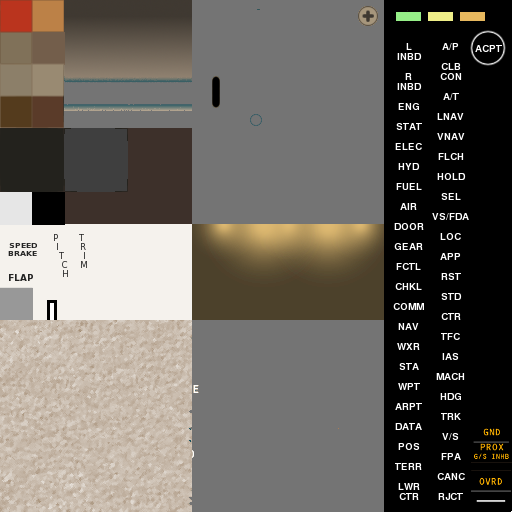 L
INBD
R
INBD
ENG
STAT
ELEC
HYD
FUEL
AIR
DOOR
GEAR
FCTL
CHKL
COMM
NAV
WXR
STA
WPT
ARPT
DATA
POS
TERR
LWR
CTR
A/P
CLB
CON
A/T
LNAV
VNAV
FLCH
HOLD
SEL
VS/FDA
LOC
APP
RST
STD
CTR
TFC
IAS
MACH
HDG
TRK
V/S
FPA
CANC
RJCT
ACPT
GND
PROX
G/S INHB
OVRD
SPEED
BRAKE
FLAP
PITCH
TRIM
E